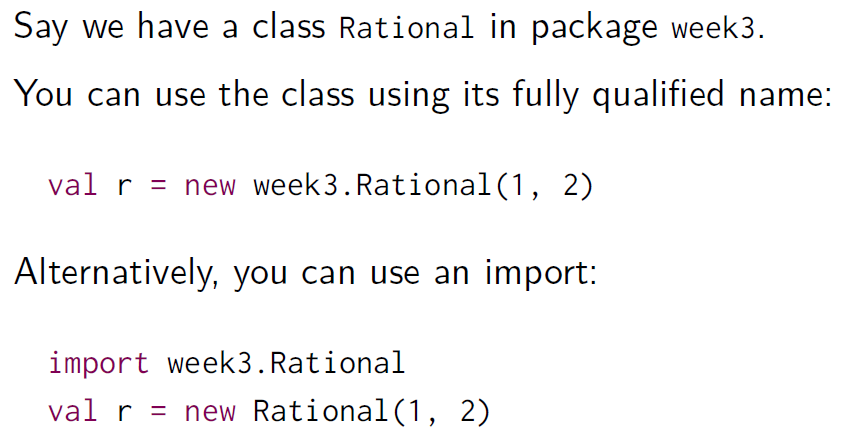 Say we have a class Rational in package week3.
You can use the class using its fully qualified name:
val r = new week3.Rational(1, 2)
Alternatively, you can use an import:
import week3.Rational
val r = new Rational(1, 2)